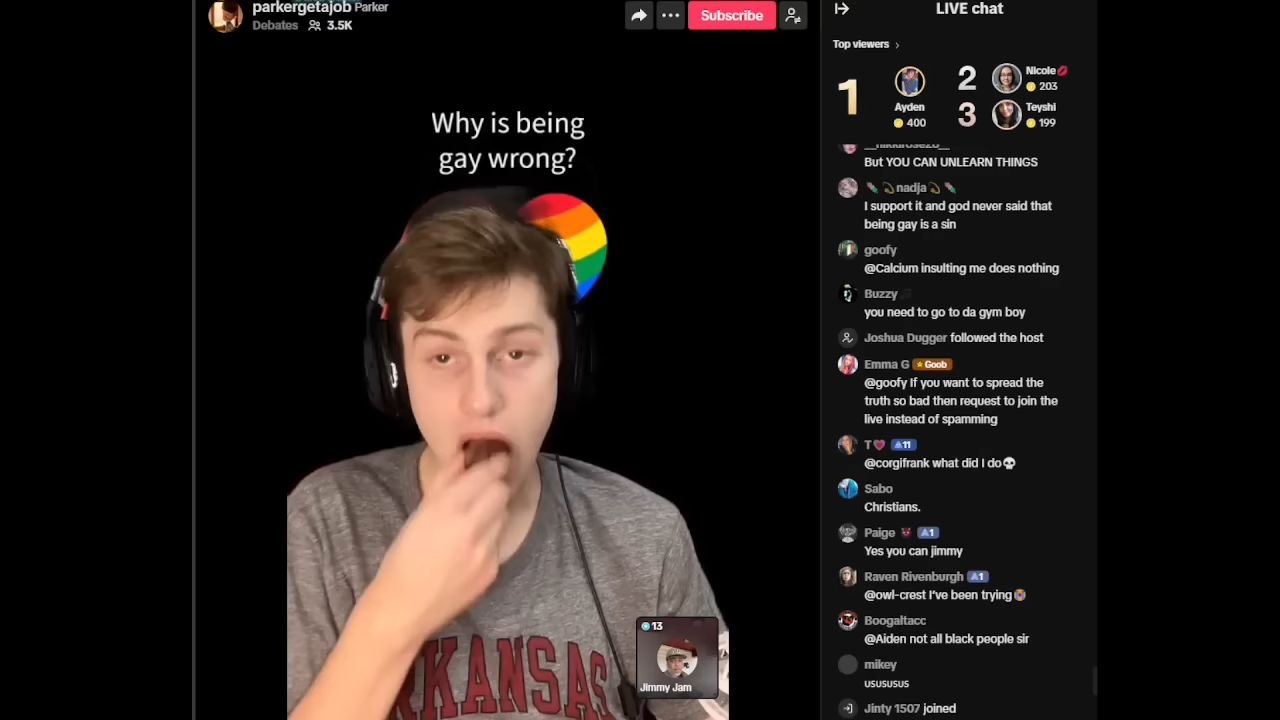 parkergetajob Parker
Debates 3.5K
Subscribe
Why is being
gay wrong?
ARKANSAS
13
Jimmy Jam
LIVE chat
Top viewers
1
Ayden
400
2
Nicole
203
3
Teyshi
199
But YOU CAN UNLEARN THINGS
nadja
I support it and god never said that
being gay is a sin
goofy
@Calcium insulting me does nothing
Buzzy
you need to go to da gym boy
Joshua Dugger followed the host
Emma G Goob
@goofy If you want to spread the
truth so bad then request to join the
live instead of spamming
T 11
@corgifrank what did I do
Sabo
Christians.
Paige 1
Yes you can jimmy
Raven Rivenburgh 1
@owl-crest I've been trying
Boogaltacc
@Aiden not all black people sir
mikey
usususus
Jinty 1507 joined